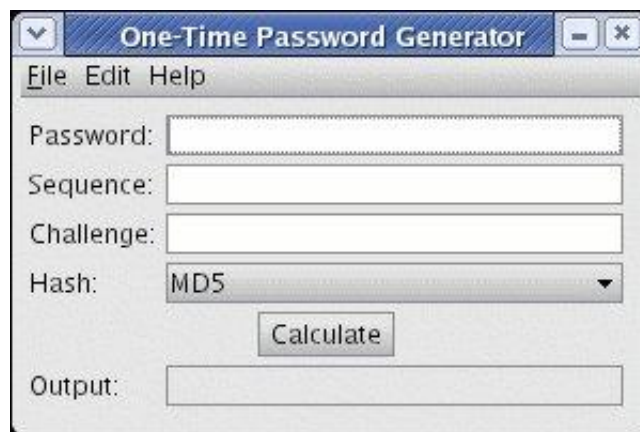 One-Time Password Generator
File Edit Help
Password:
Sequence:
Challenge:
Hash: MD5
Calculate
Output: